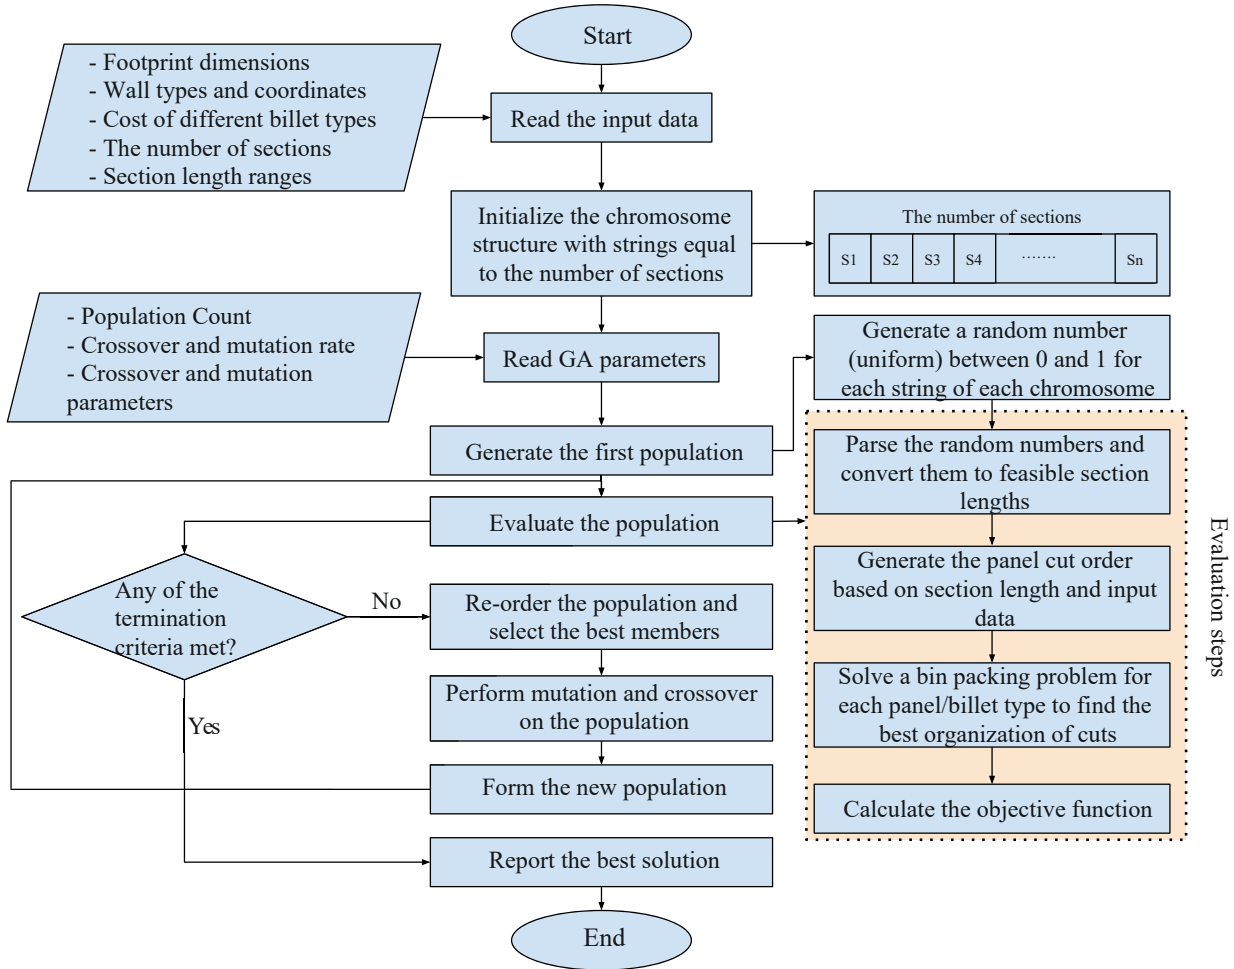 Start
- Footprint dimensions
- Wall types and coordinates
- Cost of different billet types
- The number of sections
- Section length ranges
Read the input data
Initialize the chromosome
structure with strings equal
to the number of sections
The number of sections
S1 S2 S3 S4 ....... Sn
- Population Count
- Crossover and mutation rate
- Crossover and mutation
parameters
Read GA parameters
Generate a random number
(uniform) between 0 and 1 for
each string of each chromosome
Generate the first population
Parse the random numbers and
convert them to feasible section
lengths
Evaluate the population
Evaluation steps
Generate the panel cut order
based on section length and input
data
Any of the
termination
criteria met?
No
Re-order the population and
select the best members
Solve a bin packing problem for
each panel/billet type to find the
best organization of cuts
Perform mutation and crossover
on the population
Yes
Form the new population
Calculate the objective function
Report the best solution
End